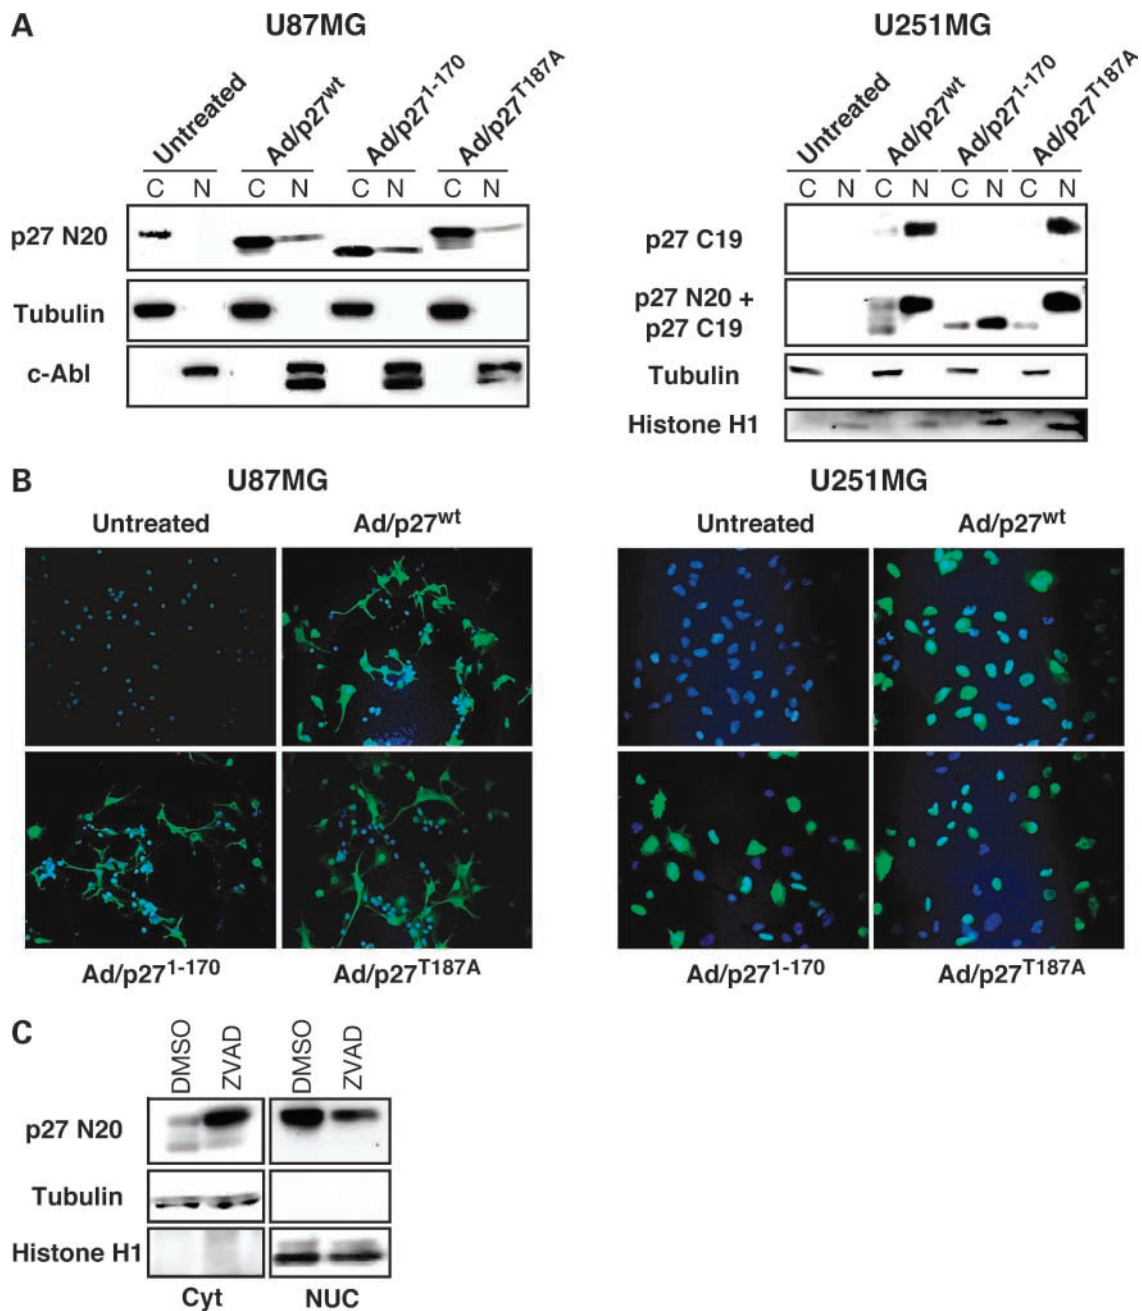 A
U87MG
U251MG
Untreated
Ad/p27wt
Ad/p271-170
Ad/p27T187A
Untreated
Ad/p27wt
Ad/p271-170
Ad/p27T187A
C N C N C N C N
C N C N C N C N
p27 N20
Tubulin
c-Abl
p27 C19
p27 N20 +
p27 C19
Tubulin
Histone H1
B
U87MG
U251MG
Untreated
Ad/p27wt
Untreated
Ad/p27wt
Ad/p271-170
Ad/p27T187A
Ad/p271-170
Ad/p27T187A
C
DMSO
ZVAD
DMSO
ZVAD
p27 N20
Tubulin
Histone H1
Cyt
NUC